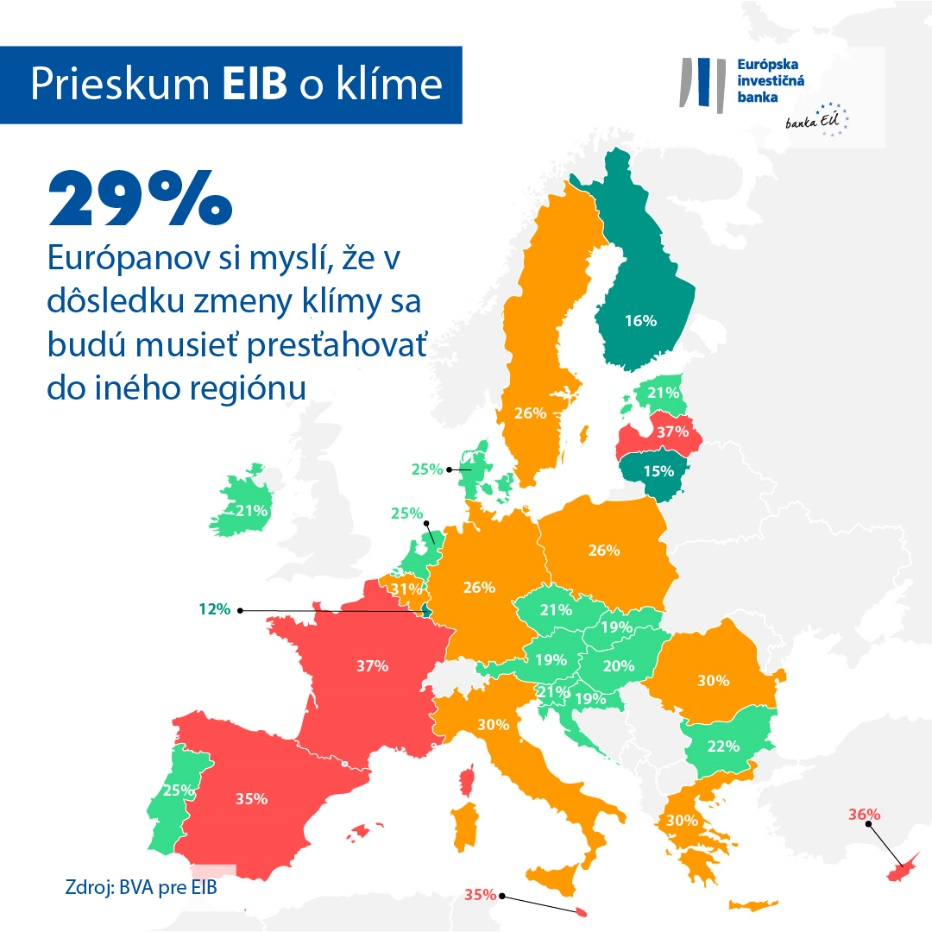 Prieskum EIB o klíme
Európska
investičná
banka
banka EÚ
29%
Európanov si myslí, že v
dôsledku zmeny klímy sa
budú musieť presťahovať
do iného regiónu
16%
21%
26%
37%
15%
25%
21%
25%
26%
31%
26%
12%
21%
19%
37%
19%
20%
30%
21%
19%
30%
22%
25%
35%
30%
36%
35%
Zdroj: BVA pre EIB